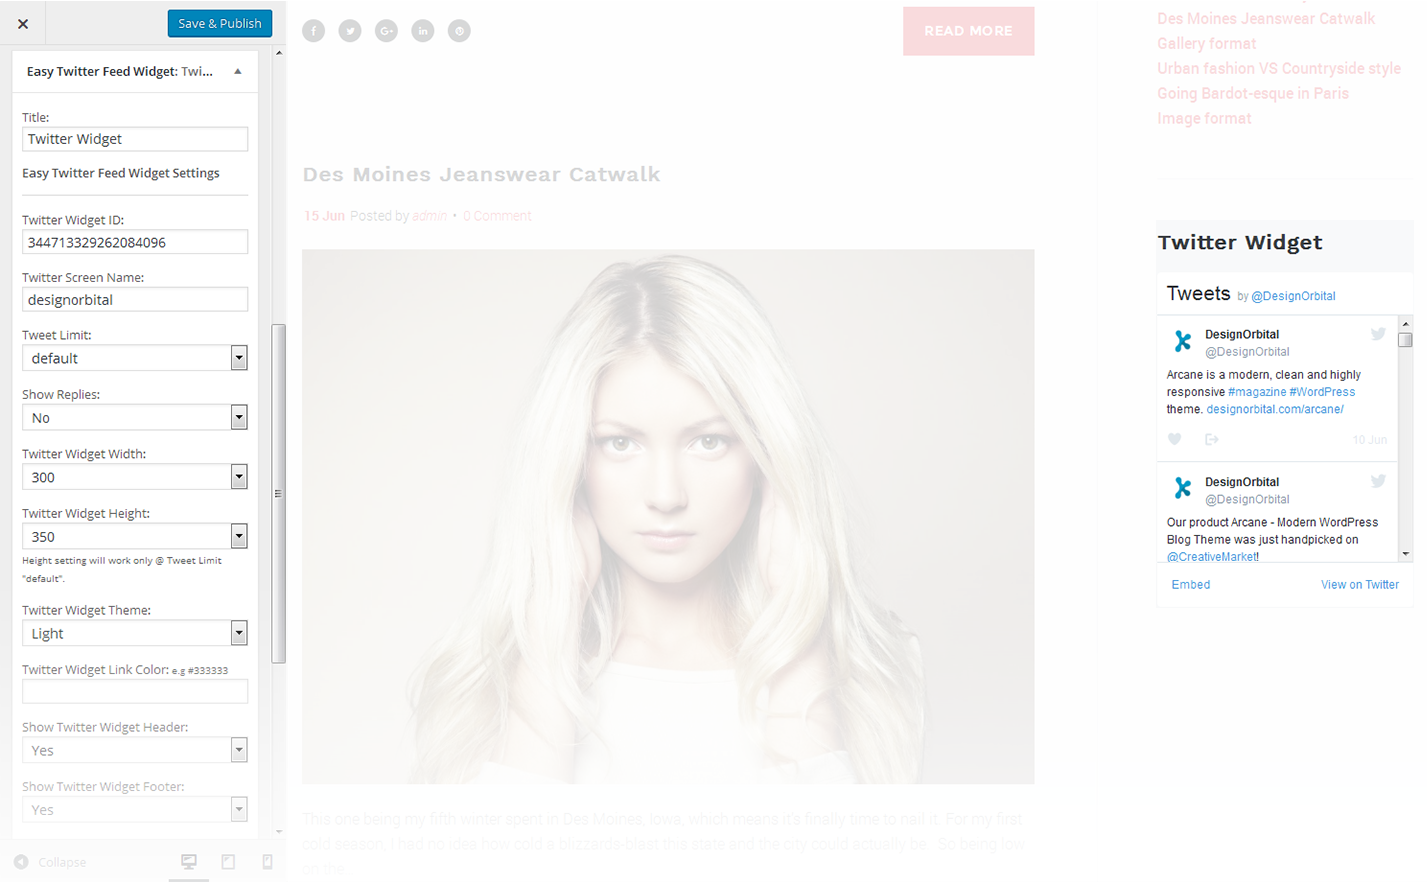 Save & Publish
Easy Twitter Feed Widget: Twi...
Title:
Twitter Widget
Easy Twitter Feed Widget Settings
Twitter Widget ID:
344713329262084096
Twitter Screen Name:
designorbital
Tweet Limit:
default
Show Replies:
No
Twitter Widget Width:
300
Twitter Widget Height:
350
Height setting will work only @ Tweet Limit
"default".
Twitter Widget Theme:
Light
Twitter Widget Link Color: e.g #333333
Show Twitter Widget Header:
Yes
Show Twitter Widget Footer:
Yes
Collapse
READ MORE
Des Moines Jeanswear Catwalk
15 Jun Posted by admin • 0 Comment
This one being my fifth winter spent in Des Moines, Iowa, which means it's finally time to nail it. For my first
cold season, I had no idea how cold a blizzards-blast this state and the city could actually be. So being low
on the
Des Moines Jeanswear Catwalk
Gallery format
Urban fashion VS Countryside style
Going Bardot-esque in Paris
Image format
Twitter Widget
Tweets by @DesignOrbital
DesignOrbital
@DesignOrbital
Arcane is a modern, clean and highly
responsive #magazine #WordPress
theme. designorbital.com/arcane/
10 Jun
DesignOrbital
@DesignOrbital
Our product Arcane - Modern WordPress
Blog Theme was just handpicked on
@CreativeMarket!
Embed
View on Twitter